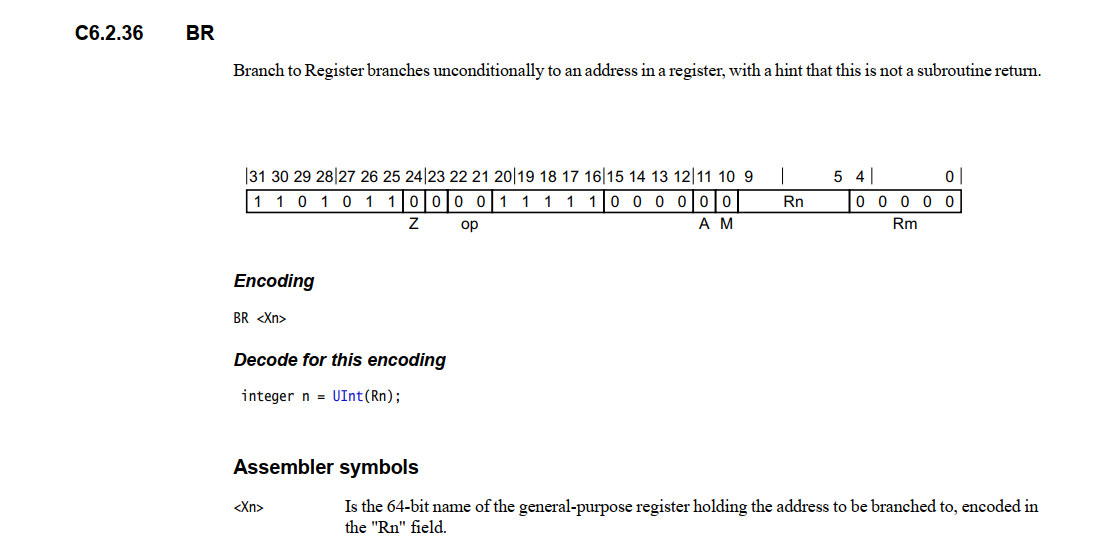 C6.2.36 BR
Branch to Register branches unconditionally to an address in a register, with a hint that this is not a subroutine return.
|31 30 29 28|27 26 25 24|23 22 21 20|19 18 17 16|15 14 13 12|11 10 9 | 5 4| 0|
1 1 0 1 0 1 1 0 0 0 0 1 1 1 1 1 0 0 0 0 0 0 Rn 0 0 0 0 0
Z op A M Rm
Encoding
BR <Xn>
Decode for this encoding
integer n = UInt(Rn);
Assembler symbols
<Xn> Is the 64-bit name of the general-purpose register holding the address to be branched to, encoded in
the "Rn" field.